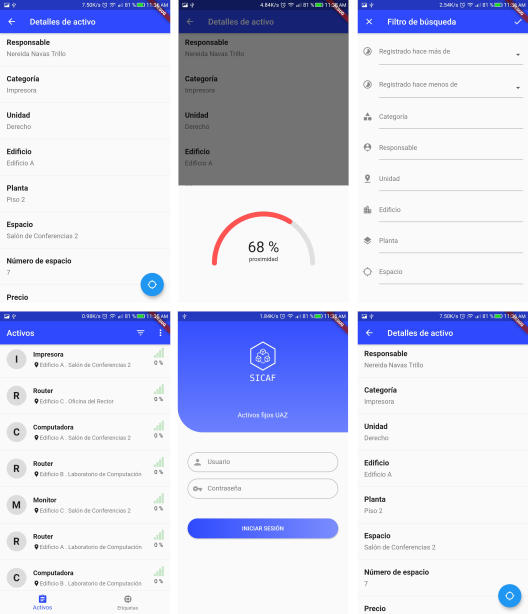 7.50K/s 81 % 11:36 AM
Detalles de activo
Responsable
Nereida Navas Trillo
Categoría
Impresora
Unidad
Derecho
Edificio
Edificio A
Planta
Piso 2
Espacio
Salón de Conferencias 2
Número de espacio
7
Precio
4.84K/s 81 % 11:36 AM
Detalles de activo
Responsable
Nereida Navas Trillo
Categoría
Impresora
Unidad
Derecho
Edificio
Edificio A
68 %
proximidad
2.54K/s 81 % 11:36 AM
Filtro de búsqueda
Registrado hace más de
Registrado hace menos de
Categoría
Responsable
Unidad
Edificio
Planta
Espacio
0.98K/s 81 % 11:36 AM
Activos
I
Impresora
Edificio A . Salón de Conferencias 2
0 %
R
Router
Edificio C . Oficina del Rector
0 %
C
Computadora
Edificio A . Salón de Conferencias 2
0 %
R
Router
Edificio B . Laboratorio de Computación
0 %
M
Monitor
Edificio C . Salón de Conferencias 2
0 %
R
Router
Edificio A . Laboratorio de Computación
0 %
C
Computadora
Edificio B . Laboratorio de Computación
0 %
Activos
Etiquetas
1.84K/s 81 % 11:36 AM
SICAF
Activos fijos UAZ
Usuario
Contraseña
INICIAR SESIÓN
7.50K/s 81 % 11:36 AM
Detalles de activo
Responsable
Nereida Navas Trillo
Categoría
Impresora
Unidad
Derecho
Edificio
Edificio A
Planta
Piso 2
Espacio
Salón de Conferencias 2
Número de espacio
7
Precio